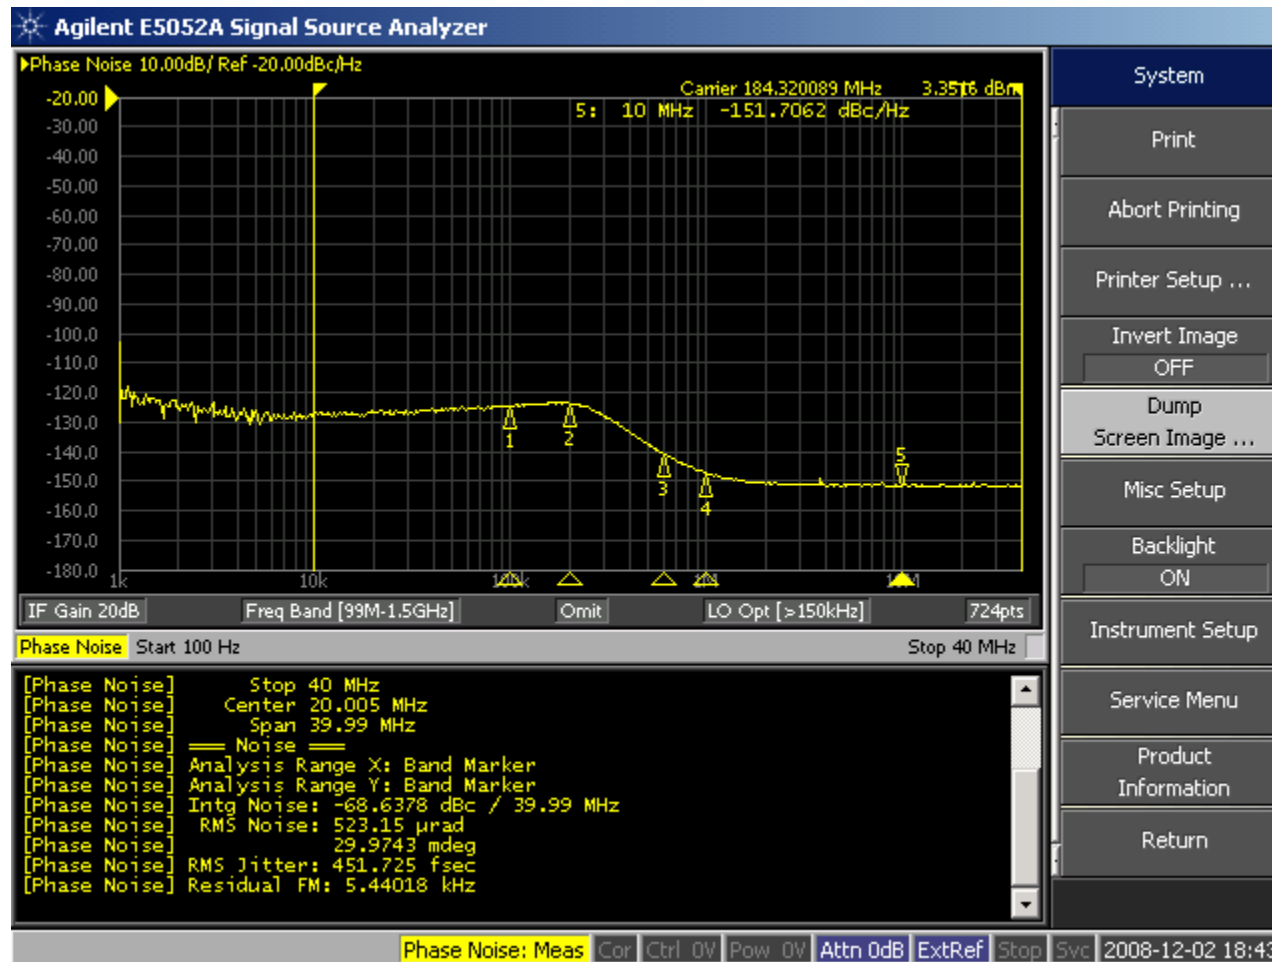 Agilent E5052A Signal Source Analyzer
Phase Noise 10.00dB/ Ref -20.00dBc/Hz
Carrier 184.320089 MHz 3.3516 dBm
5: 10 MHz -151.7062 dBc/Hz
-20.00
-30.00
-40.00
-50.00
-60.00
-70.00
-80.00
-90.00
-100.0
-110.0
-120.0
-130.0
-140.0
-150.0
-160.0
-170.0
-180.0
1
2
3
4
5
1k 10k 100k 1M 10M
IF Gain 20dB Freq Band [99M-1.5GHz] Omit LO Opt [>150kHz] 724pts
Phase Noise Start 100 Hz Stop 40 MHz
[Phase Noise] Stop 40 MHz
[Phase Noise] Center 20.005 MHz
[Phase Noise] Span 39.99 MHz
[Phase Noise] === Noise ===
[Phase Noise] Analysis Range X: Band Marker
[Phase Noise] Analysis Range Y: Band Marker
[Phase Noise] Intg Noise: -68.6378 dBc / 39.99 MHz
[Phase Noise] RMS Noise: 523.15 µrad
[Phase Noise] 29.9743 mdeg
[Phase Noise] RMS Jitter: 451.725 fsec
[Phase Noise] Residual FM: 5.44018 kHz
System
Print
Abort Printing
Printer Setup ...
Invert Image
OFF
Dump
Screen Image ...
Misc Setup
Backlight
ON
Instrument Setup
Service Menu
Product
Information
Return
Phase Noise: Meas Cor Ctrl 0V Pow 0V Attn 0dB ExtRef Stop Svc 2008-12-02 18:43